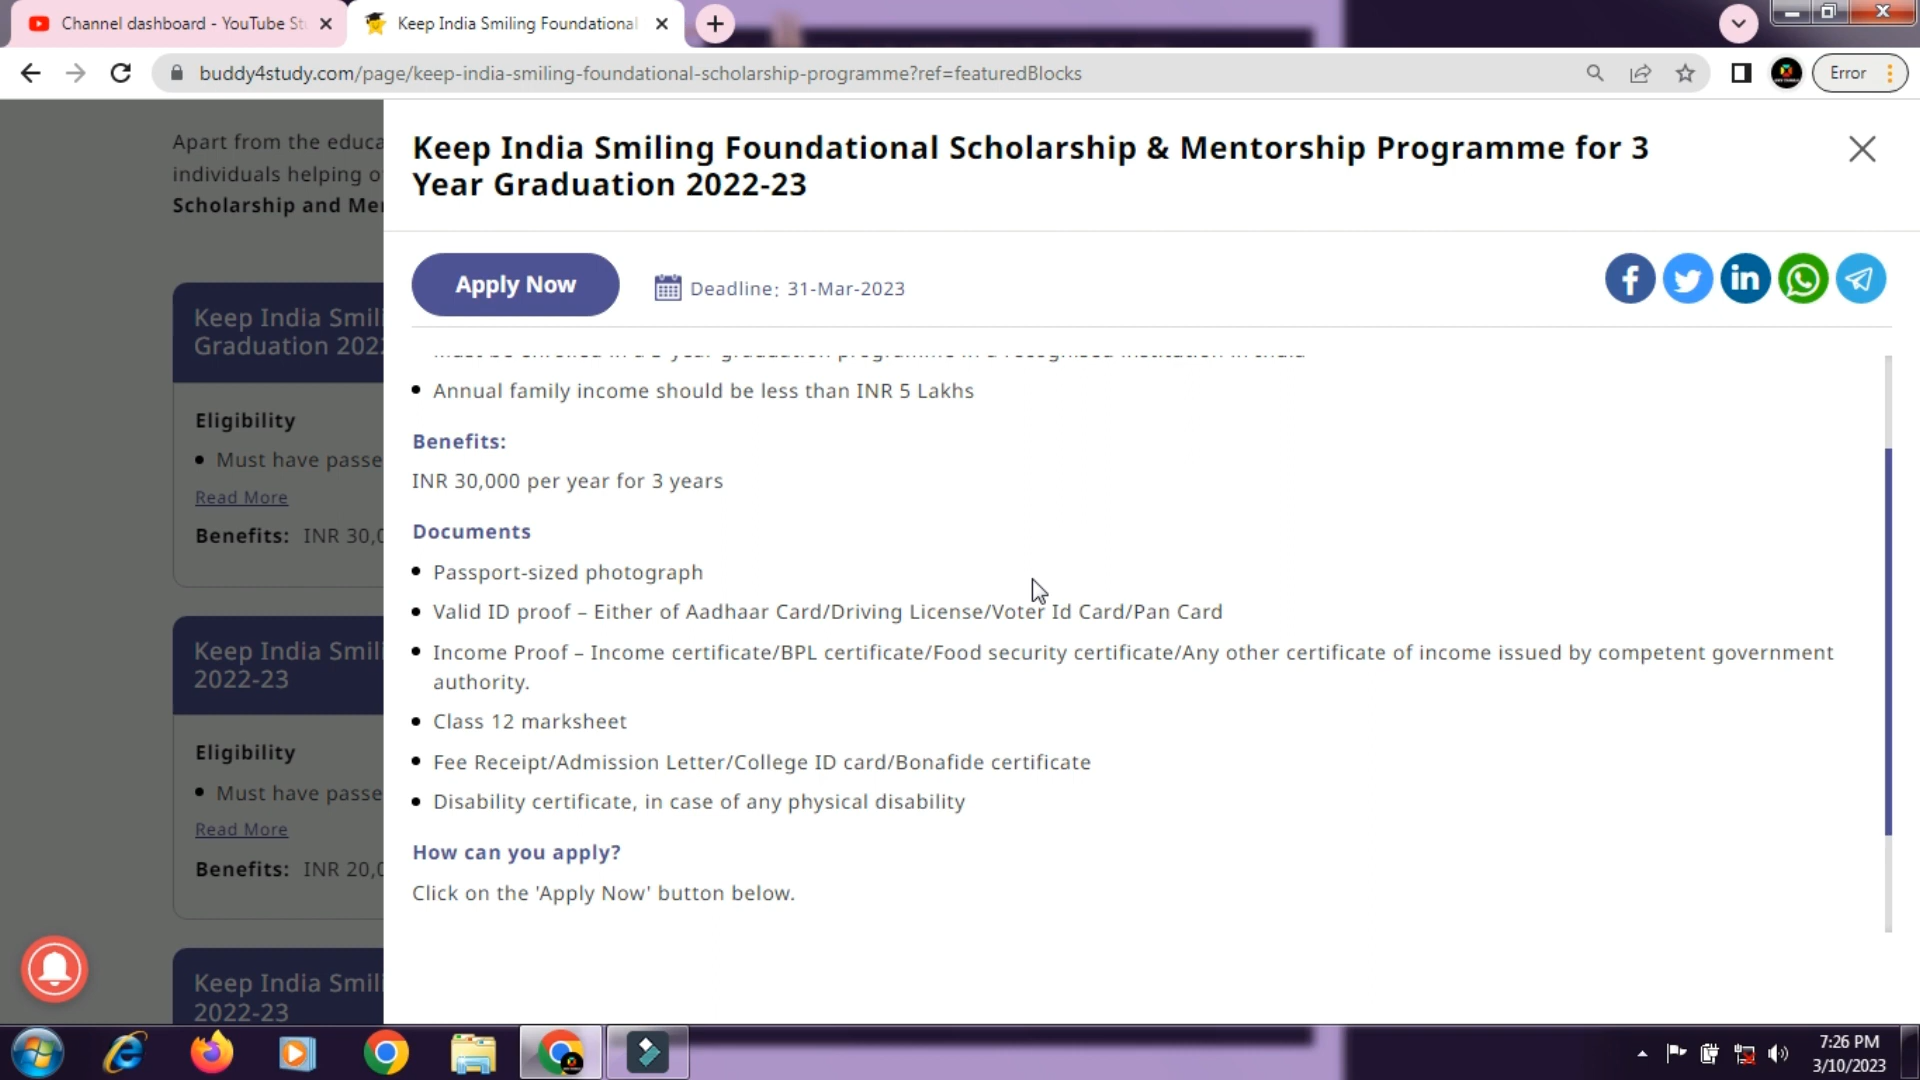 Channel dashboard - YouTube St
Keep India Smiling Foundational
buddy4study.com/page/keep-india-smiling-foundational-scholarship-programme?ref=featuredBlocks
Error
Apart from the educa
individuals helping o
Scholarship and Me
Keep India Smili
Graduation 202
Eligibility
Must have passe
Read More
Benefits: INR 30,0
Keep India Smili
2022-23
Eligibility
Must have passe
Read More
Benefits: INR 20,0
Keep India Smili
2022-23
Keep India Smiling Foundational Scholarship & Mentorship Programme for 3
Year Graduation 2022-23
Apply Now
Deadline: 31-Mar-2023
Annual family income should be less than INR 5 Lakhs
Benefits:
INR 30,000 per year for 3 years
Documents
Passport-sized photograph
Valid ID proof – Either of Aadhaar Card/Driving License/Voter Id Card/Pan Card
Income Proof – Income certificate/BPL certificate/Food security certificate/Any other certificate of income issued by competent government
authority.
Class 12 marksheet
Fee Receipt/Admission Letter/College ID card/Bonafide certificate
Disability certificate, in case of any physical disability
How can you apply?
Click on the 'Apply Now' button below.
7:26 PM
3/10/2023